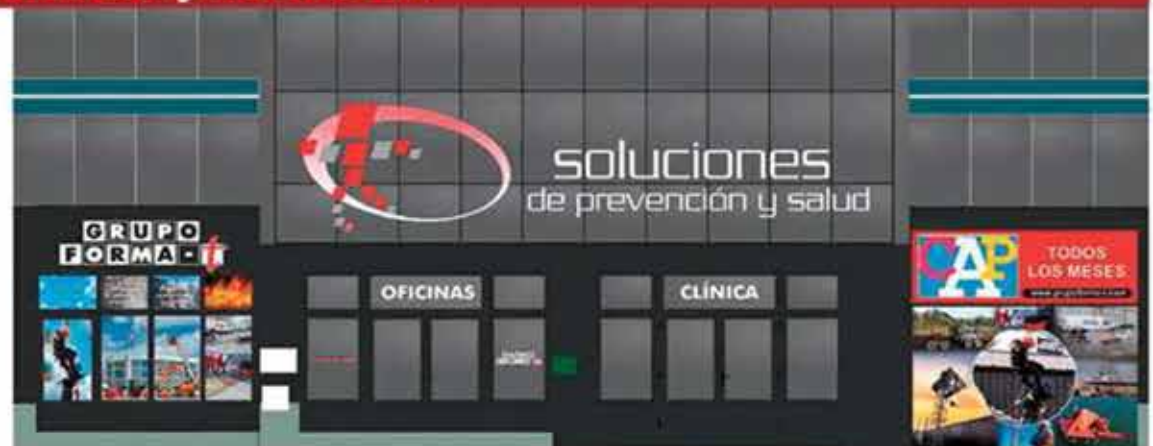 soluciones
de prevención y salud
GRUPO
FORMA-
OFICINAS
CLÍNICA
CAP
TODOS
LOS MESES